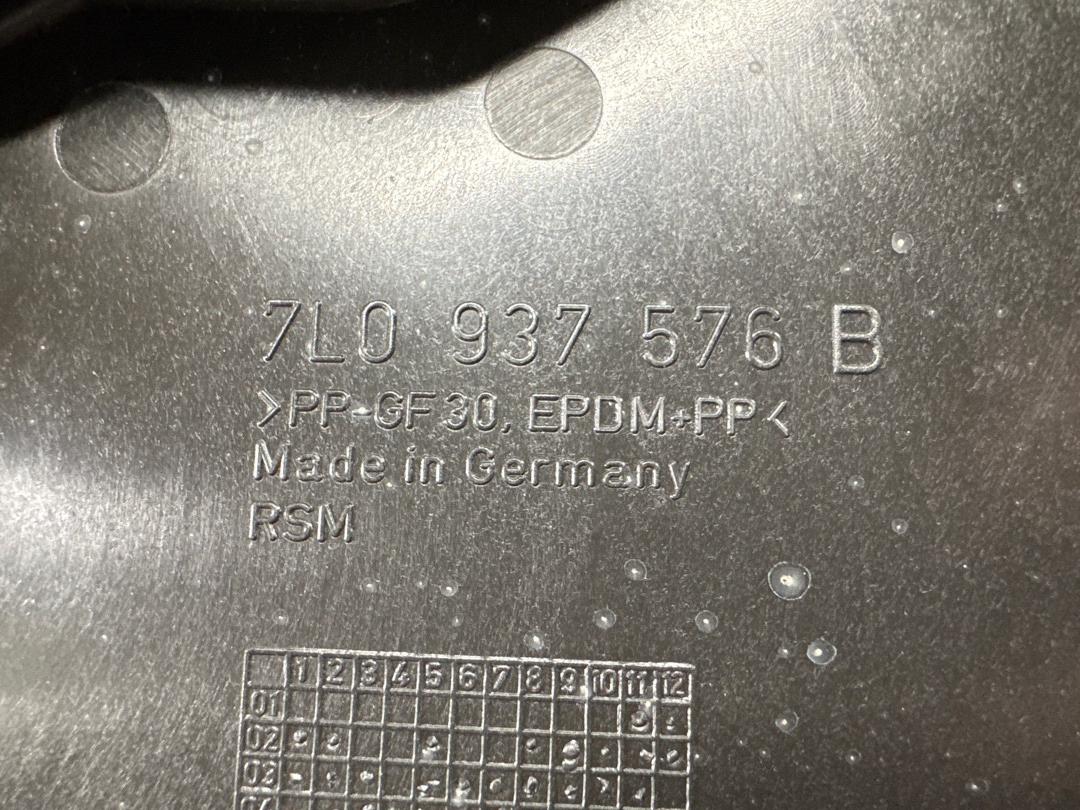 7L0 937 576 B
>PP-GF30, EPDM+PP<
Made in Germany
RSM
1 2 3 4 5 6 7 8 9 10 11 12
01
02
03